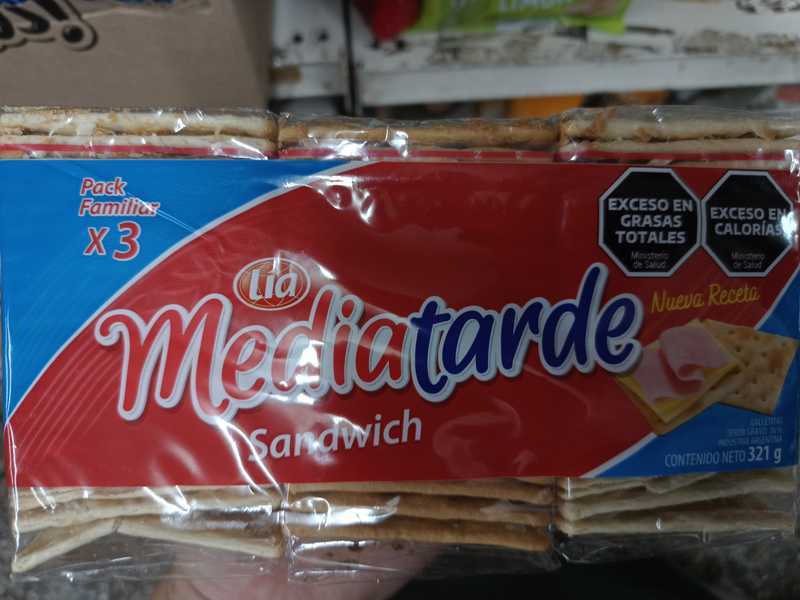 Pack
Familiar
X 3
EXCESO EN
GRASAS
TOTALES
Ministerio
de Salud
EXCESO EN
CALORÍAS
Ministerio
de Salud
Lia
Mediatarde
Nueva Receta
Sandwich
GALLETITAS
INDUSTRIA ARGENTINA
CONTENIDO NETO 321 g